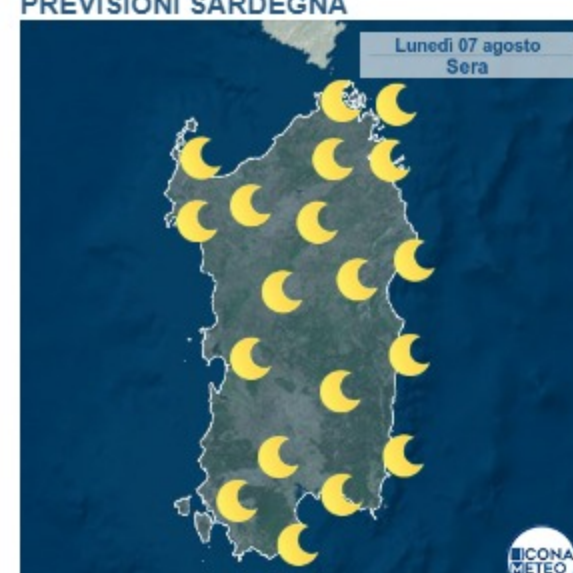 PREVISIONI SARDEGNA
Lunedì 07 agosto
Sera
ICONA
METEO